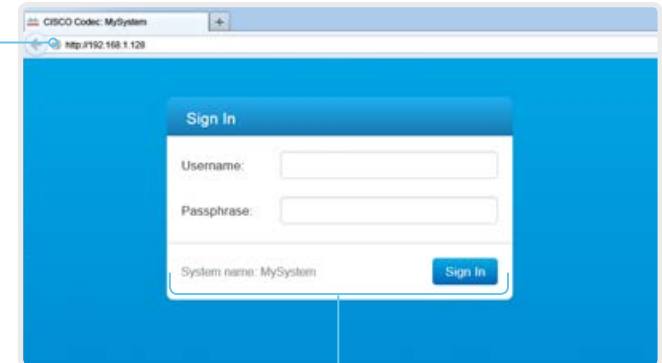 CISCO Codec: MySystem
+
http://192.168.1.128
Sign In
Username:
Passphrase:
System name: MySystem
Sign In